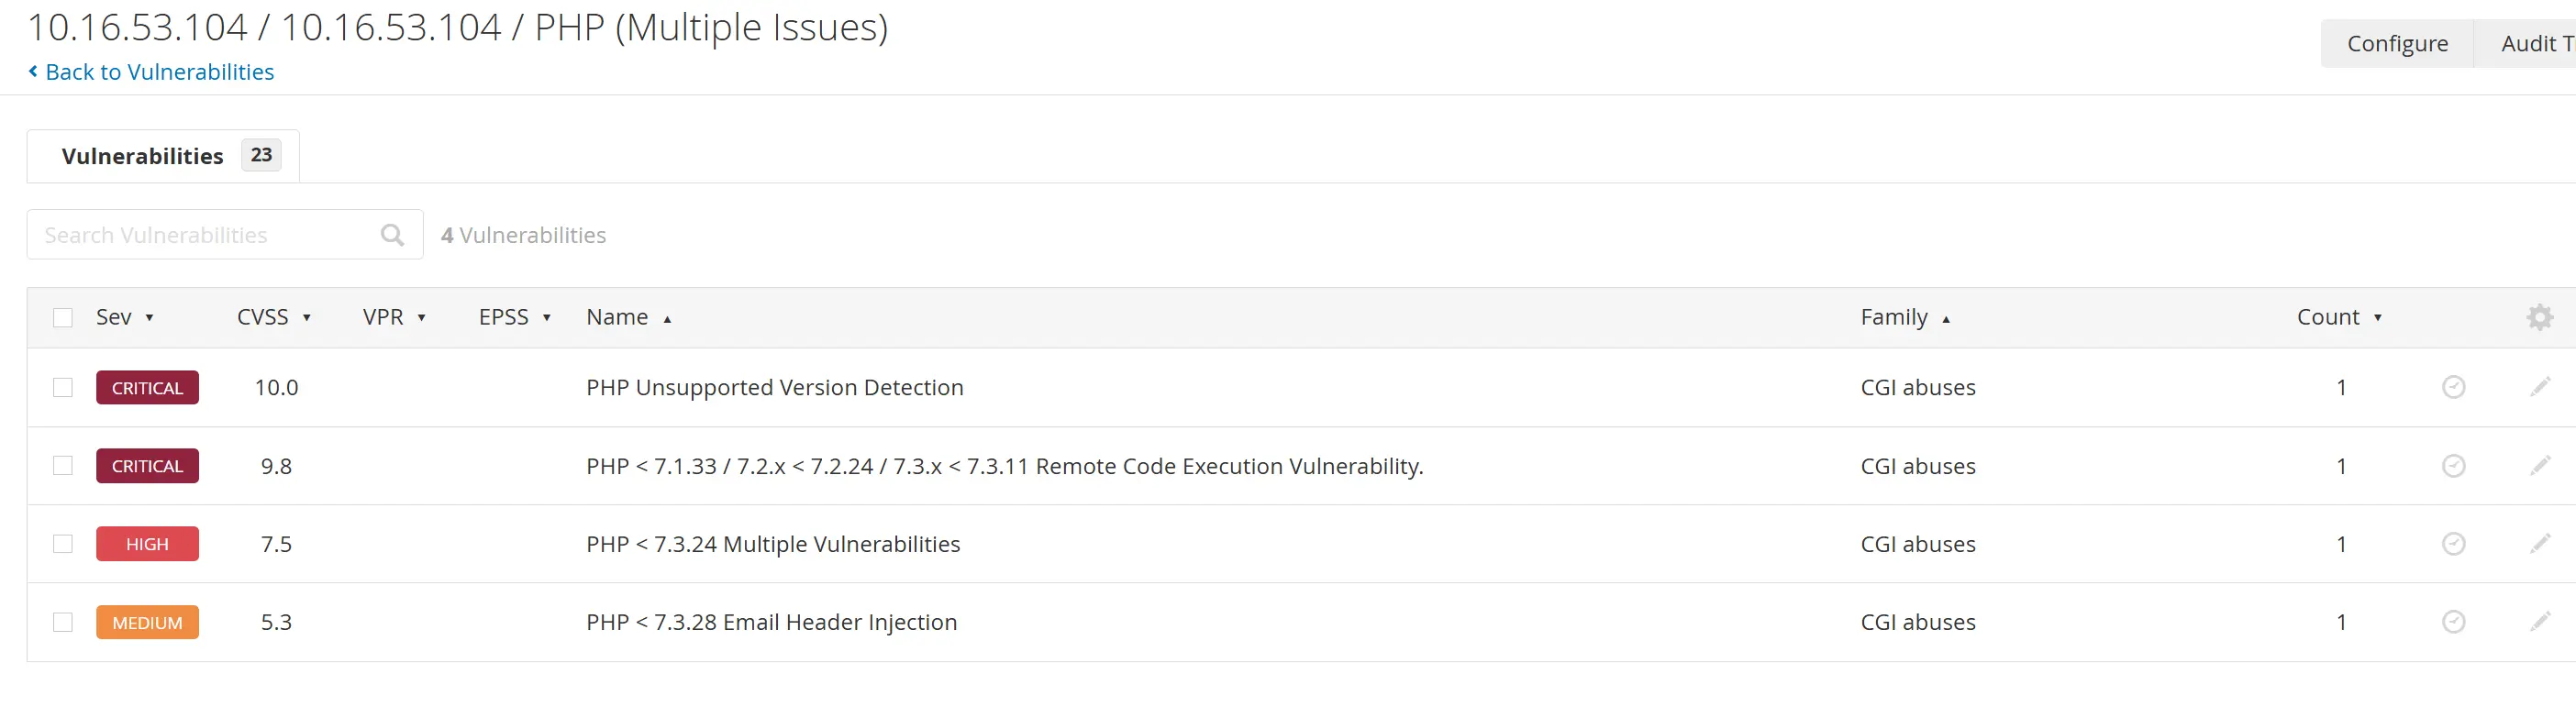 10.16.53.104 / 10.16.53.104 / PHP (Multiple Issues)
Configure
Audit T
Back to Vulnerabilities
Vulnerabilities 23
Search Vulnerabilities
4 Vulnerabilities
Sev CVSS VPR EPSS Name Family Count
CRITICAL 10.0 PHP Unsupported Version Detection CGI abuses 1
CRITICAL 9.8 PHP < 7.1.33 / 7.2.x < 7.2.24 / 7.3.x < 7.3.11 Remote Code Execution Vulnerability. CGI abuses 1
HIGH 7.5 PHP < 7.3.24 Multiple Vulnerabilities CGI abuses 1
MEDIUM 5.3 PHP < 7.3.28 Email Header Injection CGI abuses 1